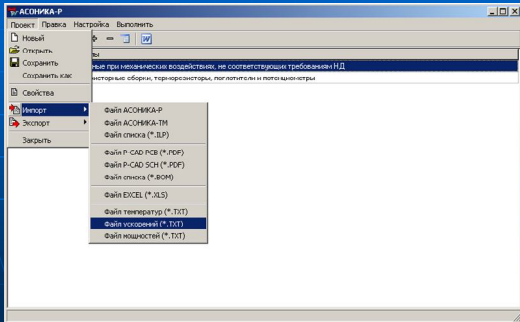 АСОНИКА-Р
Проект Правка Настройка Выполнить
Новый
Открыть
Сохранить
Сохранить как
Свойства
Импорт
Экспорт
Закрыть
ные при механических воздействиях, не соответствующих требованиям НД
исторные сборки, терморезисторы, поглотители и потенциометры
Файл АСОНИКА-Р
Файл АСОНИКА-ТМ
Файл списка (*.ILP)
Файл P-CAD PCB (*.PDF)
Файл P-CAD SCH (*.PDF)
Файл списка (*.BOM)
Файл EXCEL (*.XLS)
Файл температур (*.TXT)
Файл ускорений (*.TXT)
Файл мощностей (*.TXT)